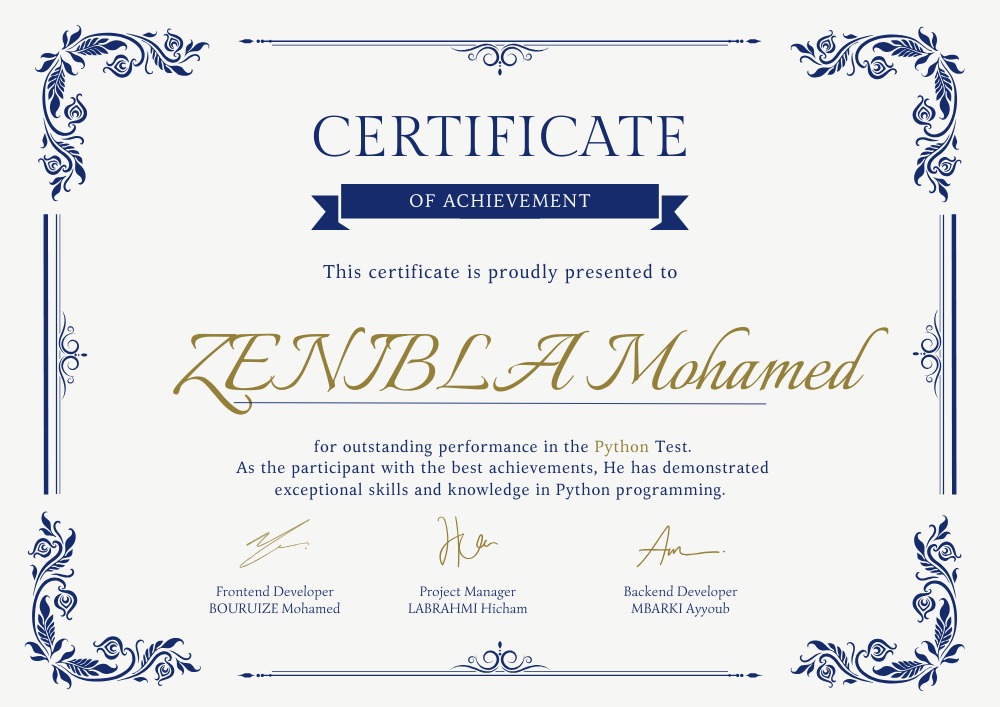 CERTIFICATE
OF ACHIEVEMENT
This certificate is proudly presented to
ZENIBLA Mohamed
for outstanding performance in the Python Test.
As the participant with the best achievements, He has demonstrated
exceptional skills and knowledge in Python programming.
Frontend Developer
BOURUIZE Mohamed
Project Manager
LABRAHMI Hicham
Backend Developer
MBARKI Ayyoub